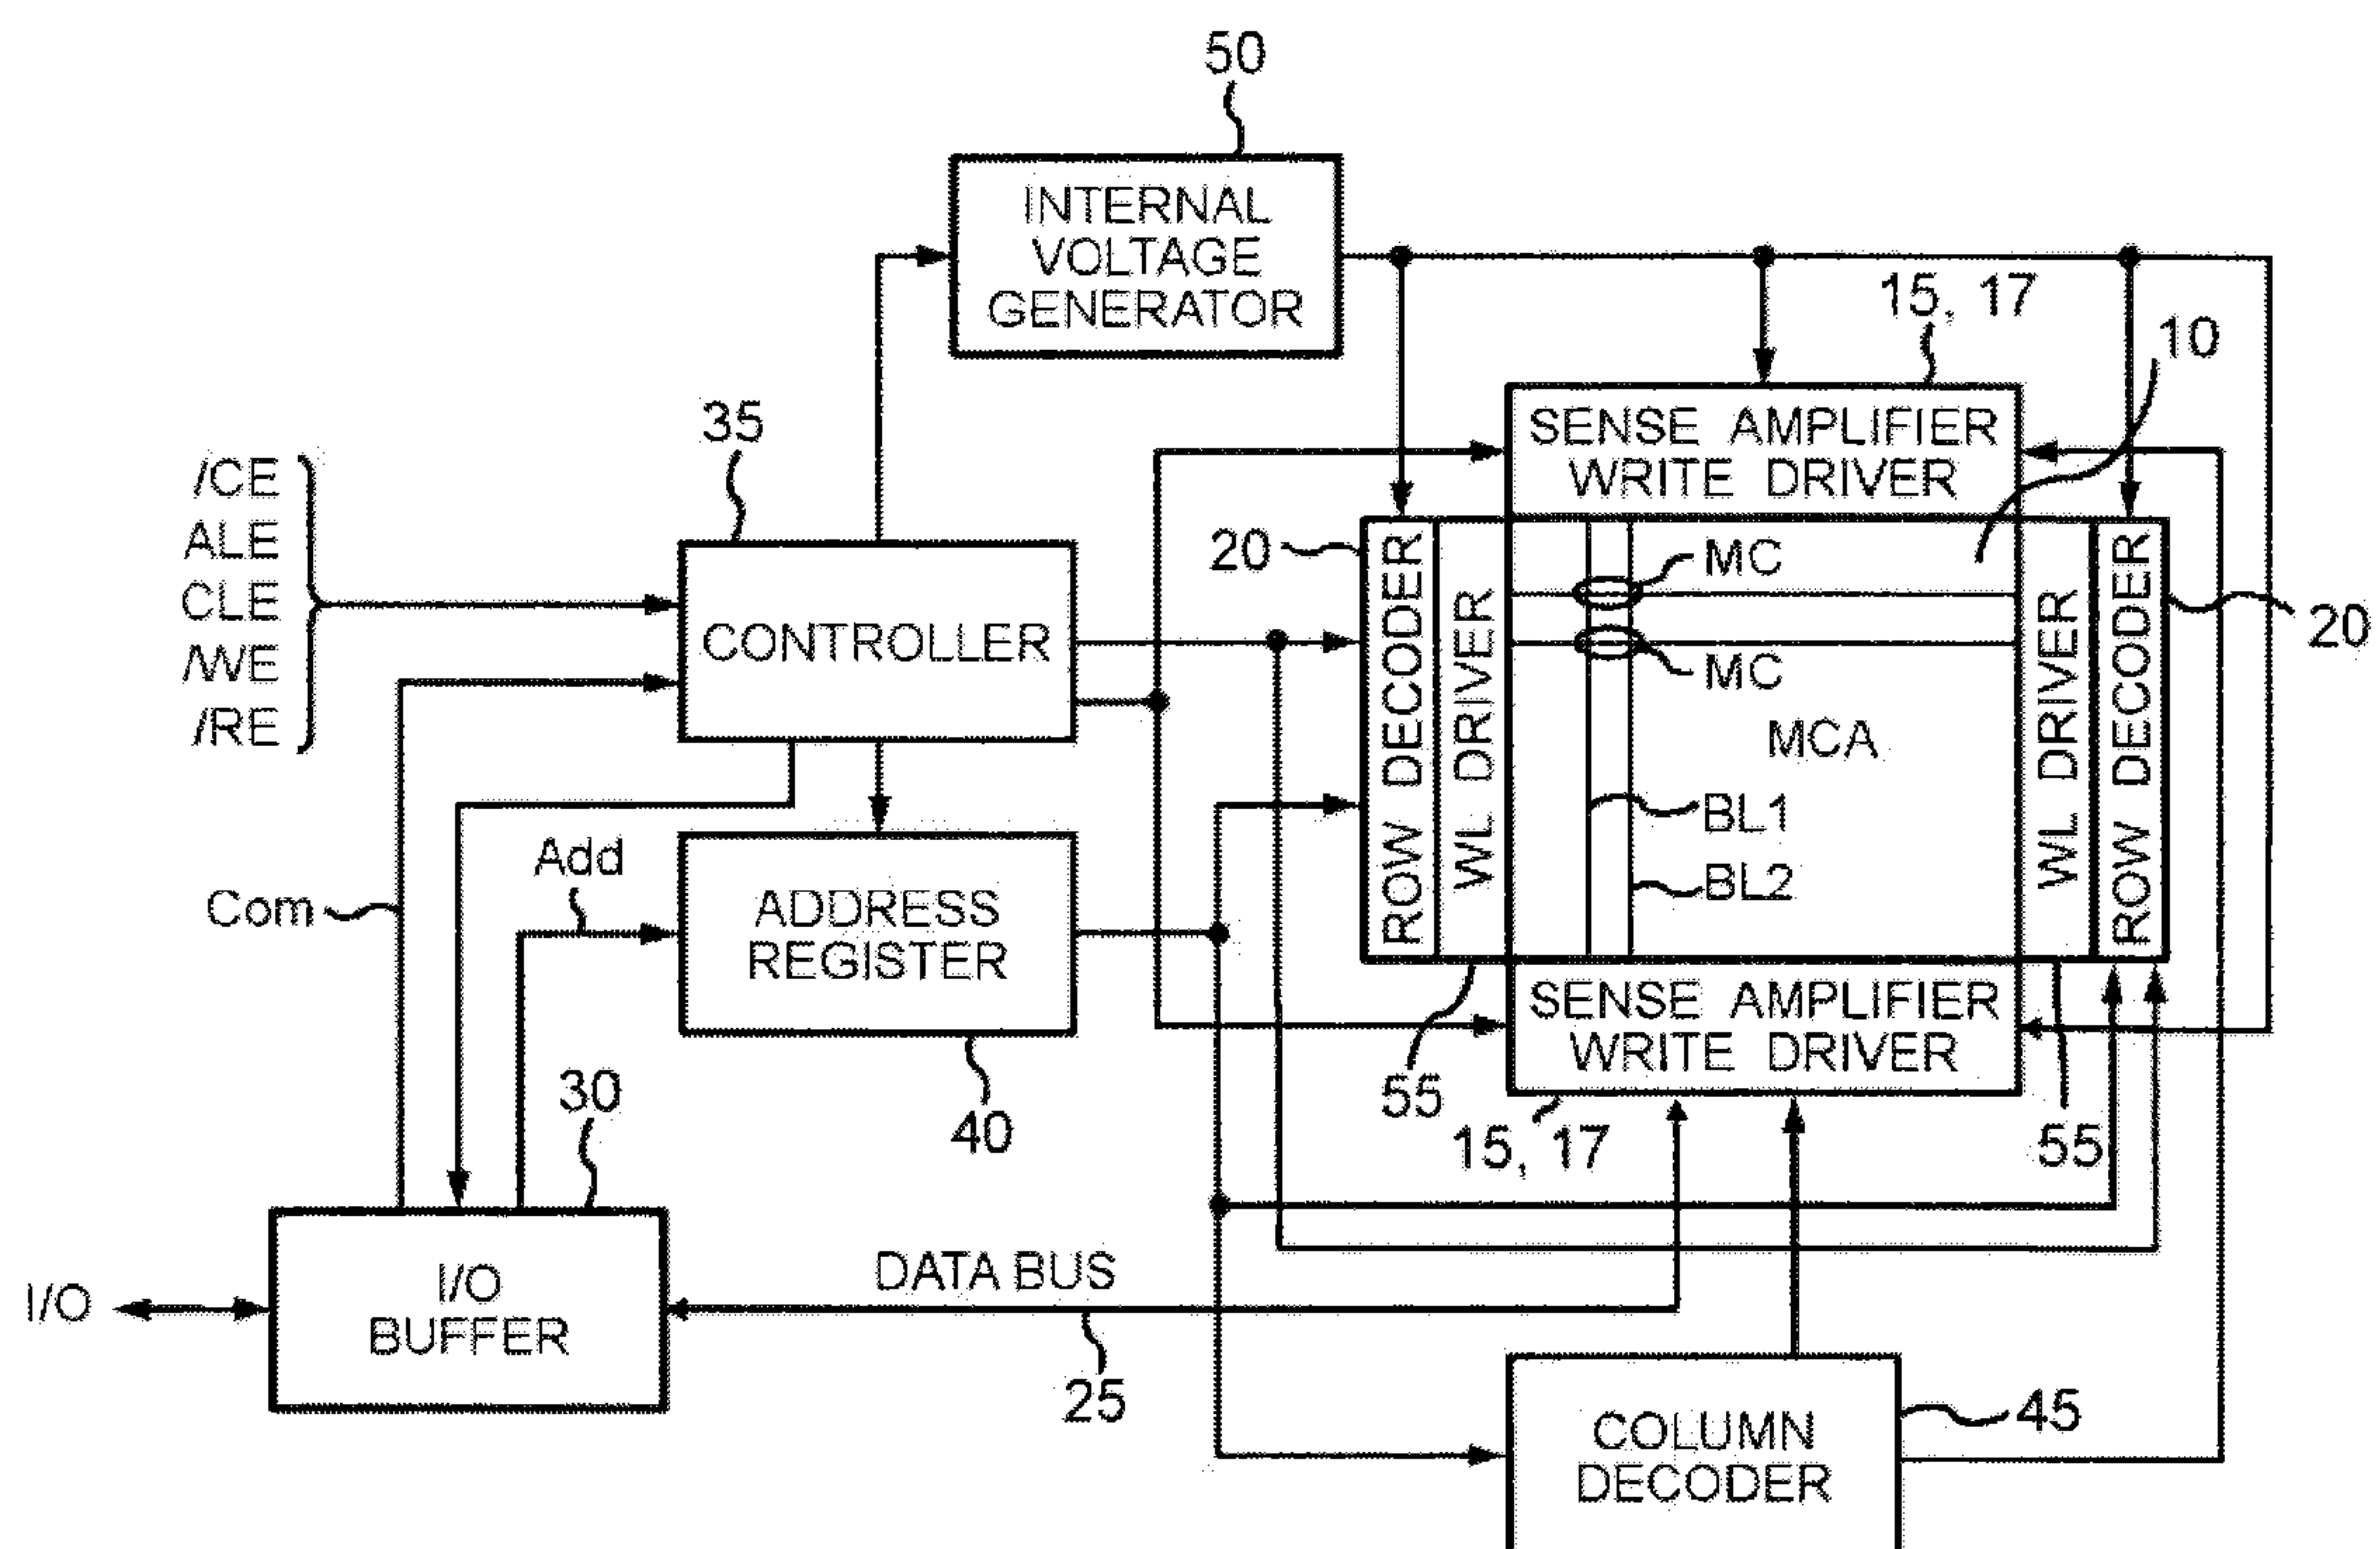 50
INTERNAL
VOLTAGE
GENERATOR
15, 17
10
35
/CE
ALE
CLE
/WE
/RE
SENSE AMPLIFIER
WRITE DRIVER
20
ROW DECODER
WL DRIVER
MC
MC
MCA
BL1
BL2
WL DRIVER
ROW DECODER
20
CONTROLLER
Com
Add
ADDRESS
REGISTER
40
SENSE AMPLIFIER
WRITE DRIVER
55
15, 17
55
30
I/O
I/O
BUFFER
DATA BUS
25
COLUMN
DECODER
45